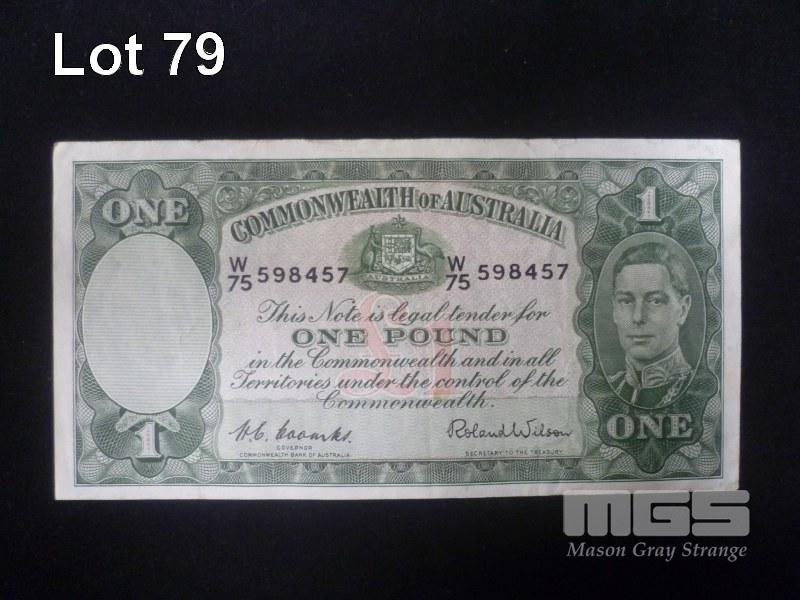 Lot 79
ONE
COMMONWEALTH OF AUSTRALIA
1
AUSTRALIA
W/75 598457 W/75 598457
This Note is legal tender for
ONE POUND
in the Commonwealth and in all
Territories under the control of the
Commonwealth.
£1
H.C. Coombs.
GOVERNOR
COMMONWEALTH BANK OF AUSTRALIA.
Roland Wilson
SECRETARY TO THE TREASURY.
1
ONE
MGS
Mason Gray Strange